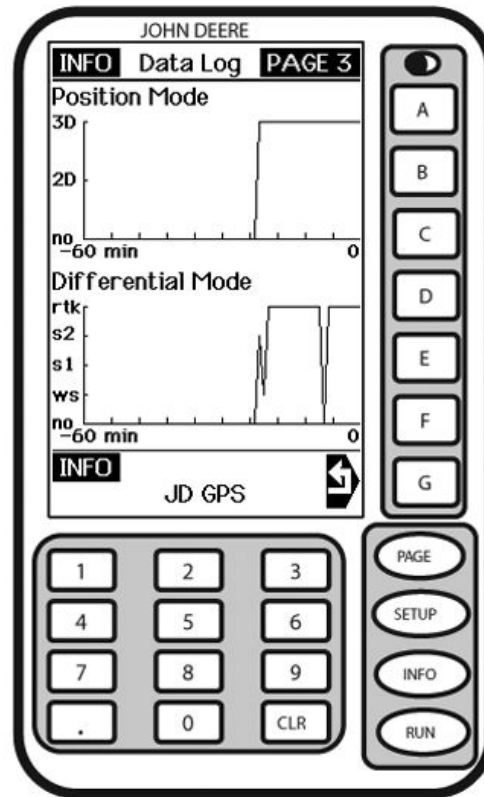 JOHN DEERE
INFO Data Log PAGE 3
Position Mode
3D
2D
no
-60 min 0
Differential Mode
rtk
s2
s1
ws
no
-60 min 0
INFO
JD GPS
A
B
C
D
E
F
G
1 2 3
4 5 6
7 8 9
. 0 CLR
PAGE
SETUP
INFO
RUN